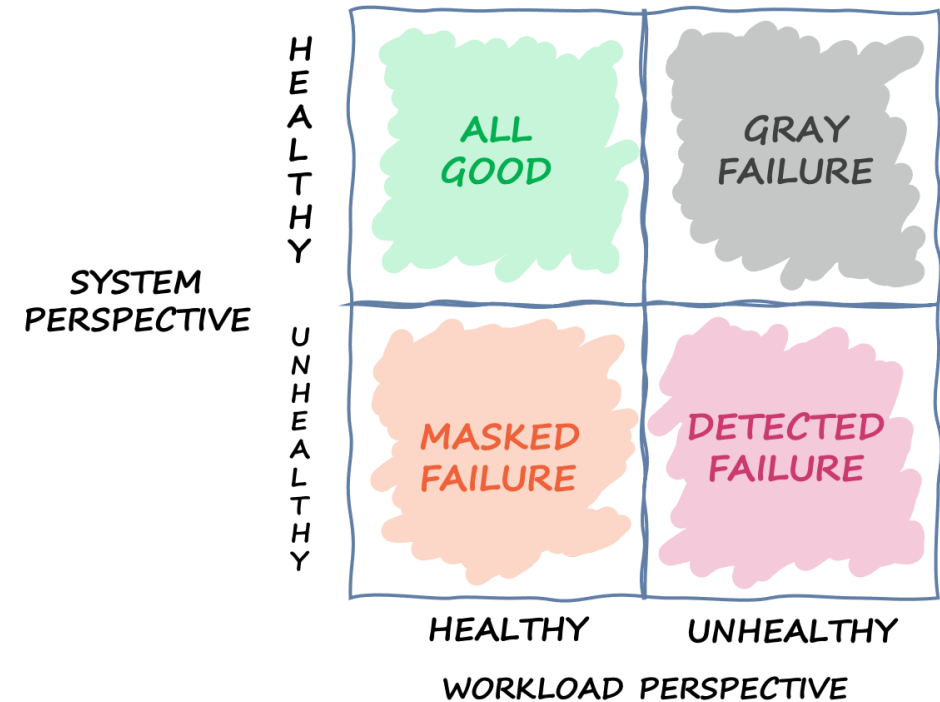 HEALTHY
ALL
GOOD
GRAY
FAILURE
SYSTEM
PERSPECTIVE
UNHEALTHY
MASKED
FAILURE
DETECTED
FAILURE
HEALTHY
UNHEALTHY
WORKLOAD PERSPECTIVE